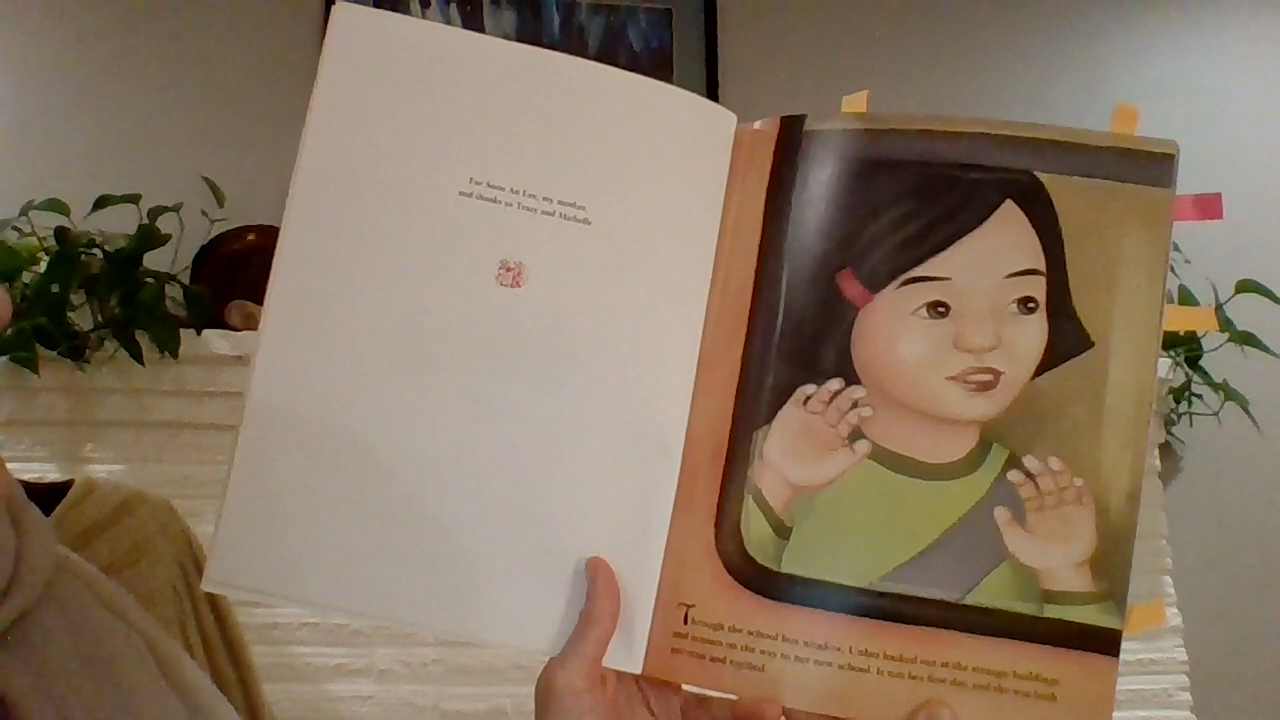 For Soon Ai Lee, my mother,
and thanks to Tracy and Michelle
Through the school bus window, Unhei looked out at the strange buildings
and houses on the way to her new school. It was her first day, and she was both
nervous and excited.